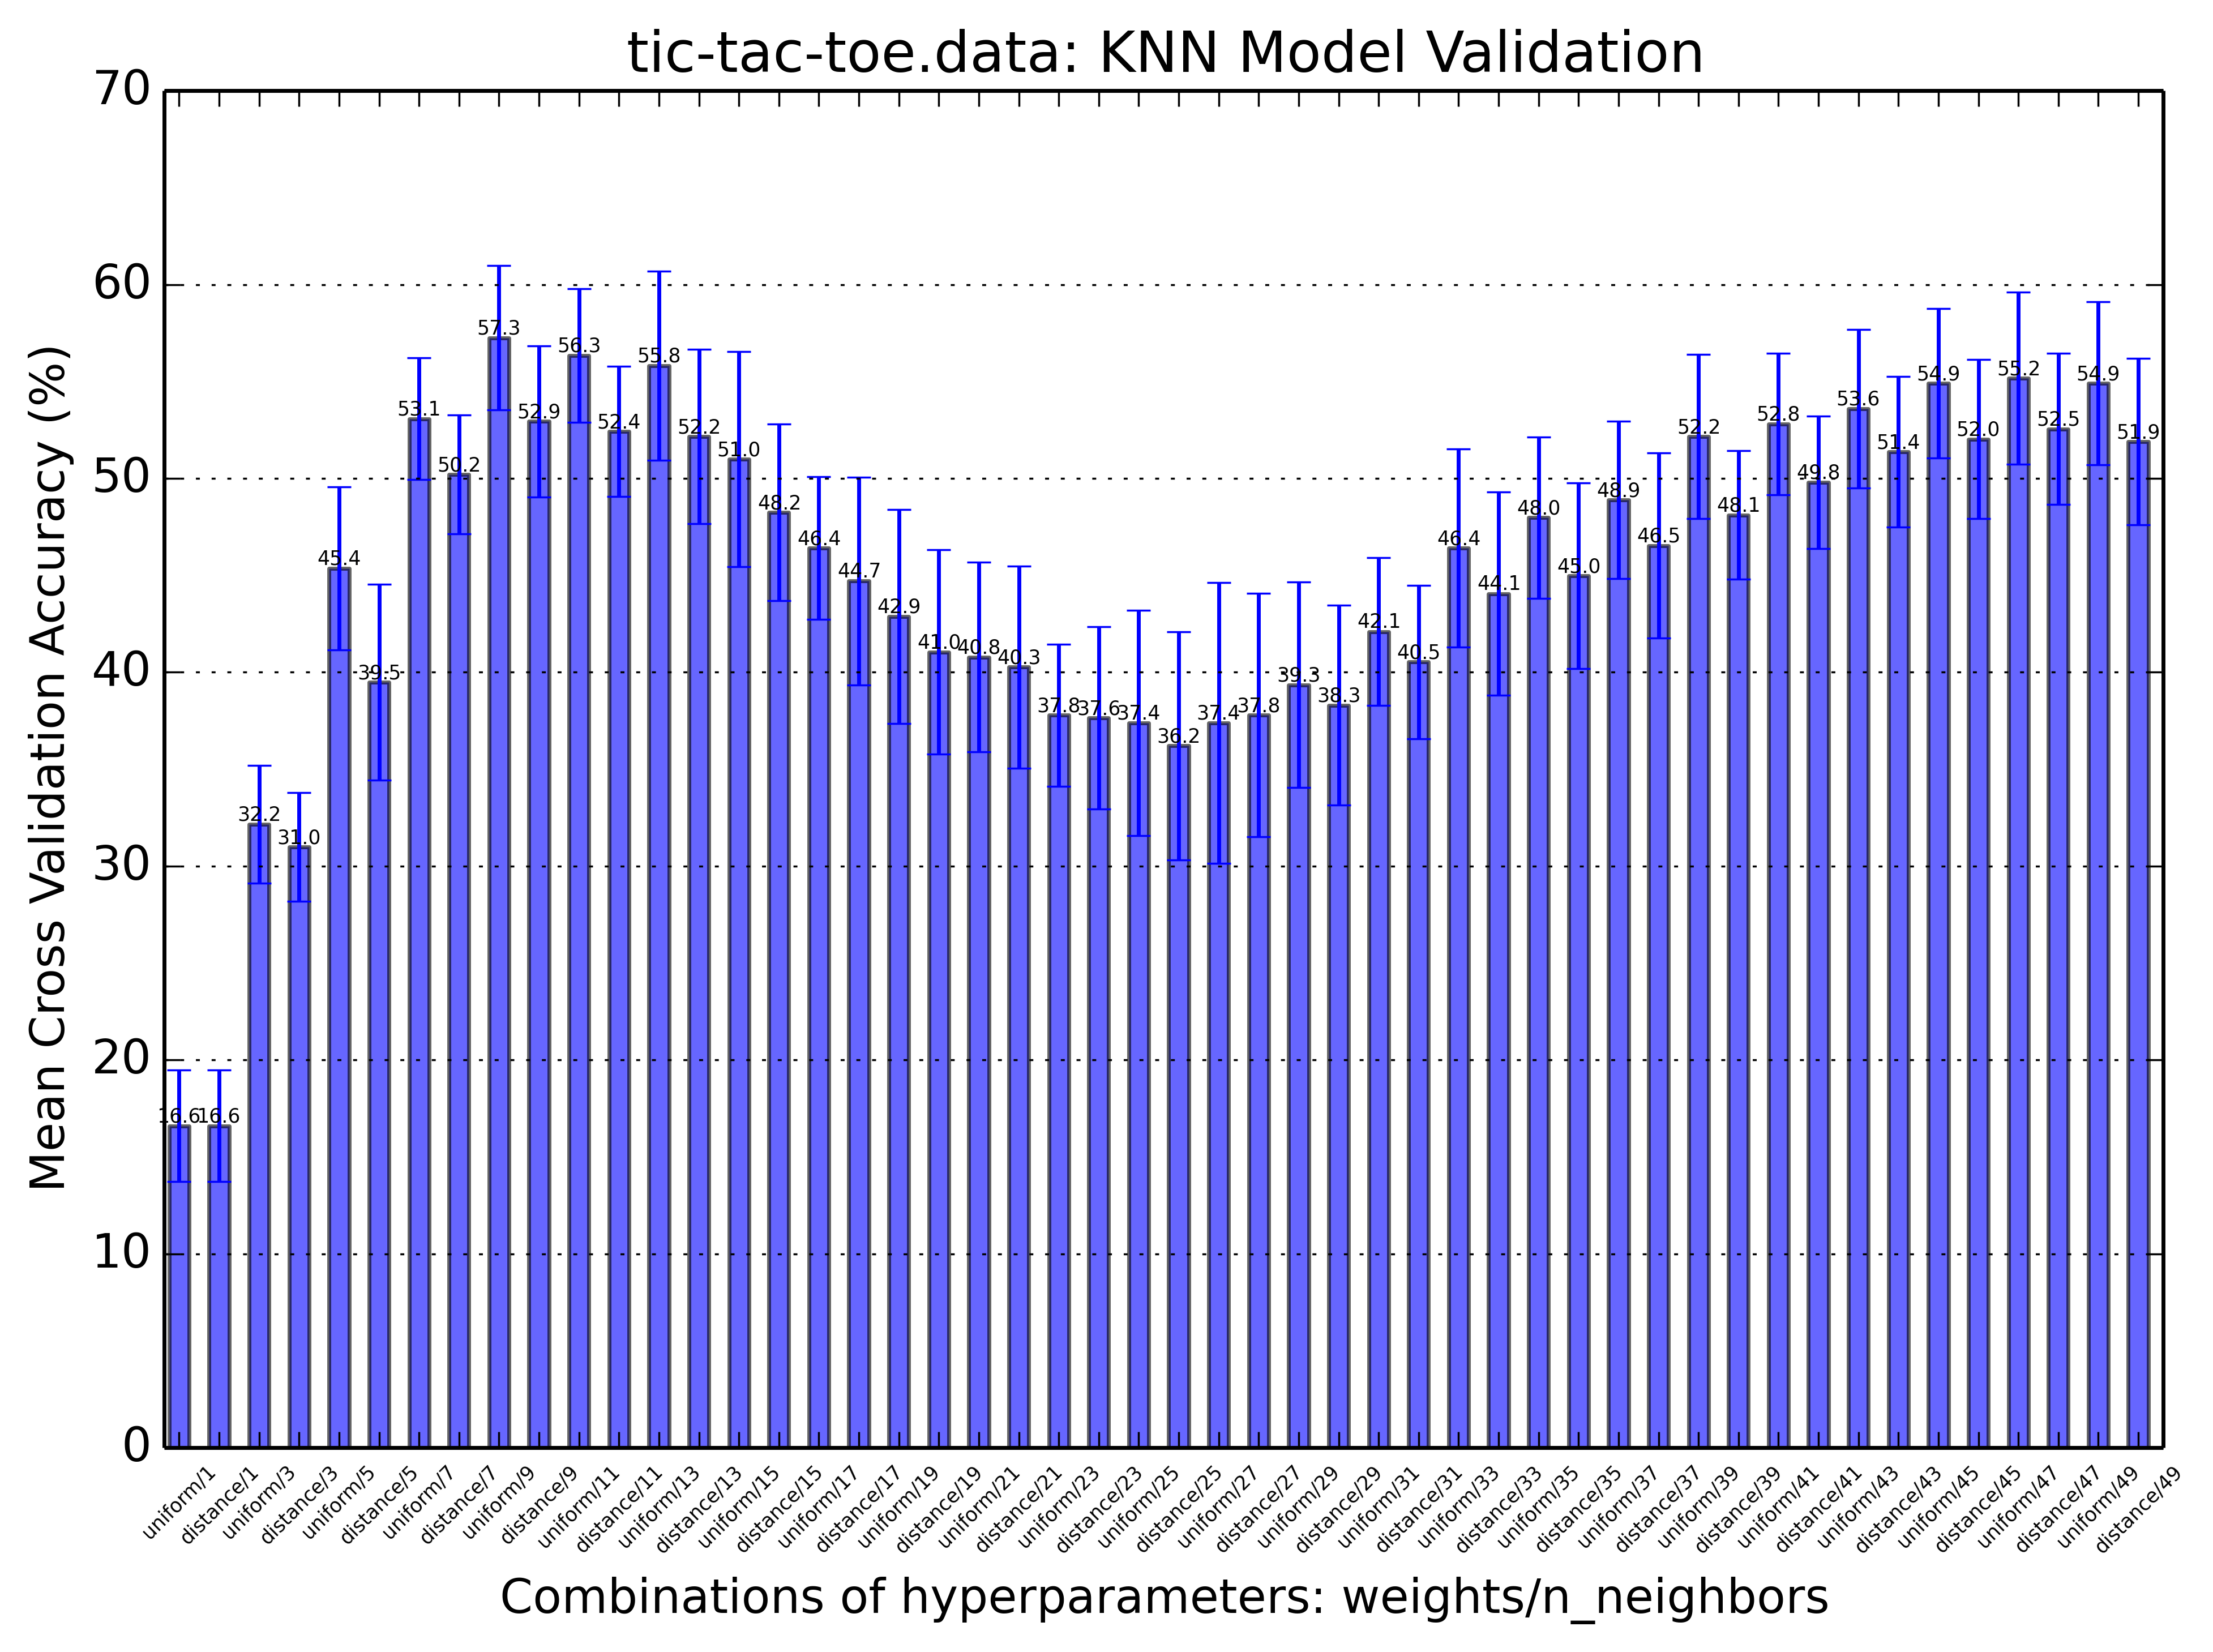 tic-tac-toe.data: KNN Model Validation
Mean Cross Validation Accuracy (%)
70
60
50
40
30
20
10
0
16.6
16.6
32.2
31.0
45.4
39.5
53.1
50.2
57.3
52.9
56.3
52.4
55.8
52.2
51.0
48.2
46.4
44.7
42.9
41.0
40.8
40.3
37.8
37.6
37.4
36.2
37.4
37.8
39.3
38.3
42.1
40.5
46.4
44.1
48.0
45.0
48.9
46.5
52.2
48.1
52.8
49.8
53.6
51.4
54.9
52.0
55.2
52.5
54.9
51.9
uniform/1
distance/1
uniform/3
distance/3
uniform/5
distance/5
uniform/7
distance/7
uniform/9
distance/9
uniform/11
distance/11
uniform/13
distance/13
uniform/15
distance/15
uniform/17
distance/17
uniform/19
distance/19
uniform/21
distance/21
uniform/23
distance/23
uniform/25
distance/25
uniform/27
distance/27
uniform/29
distance/29
uniform/31
distance/31
uniform/33
distance/33
uniform/35
distance/35
uniform/37
distance/37
uniform/39
distance/39
uniform/41
distance/41
uniform/43
distance/43
uniform/45
distance/45
uniform/47
distance/47
uniform/49
distance/49
Combinations of hyperparameters: weights/n_neighbors